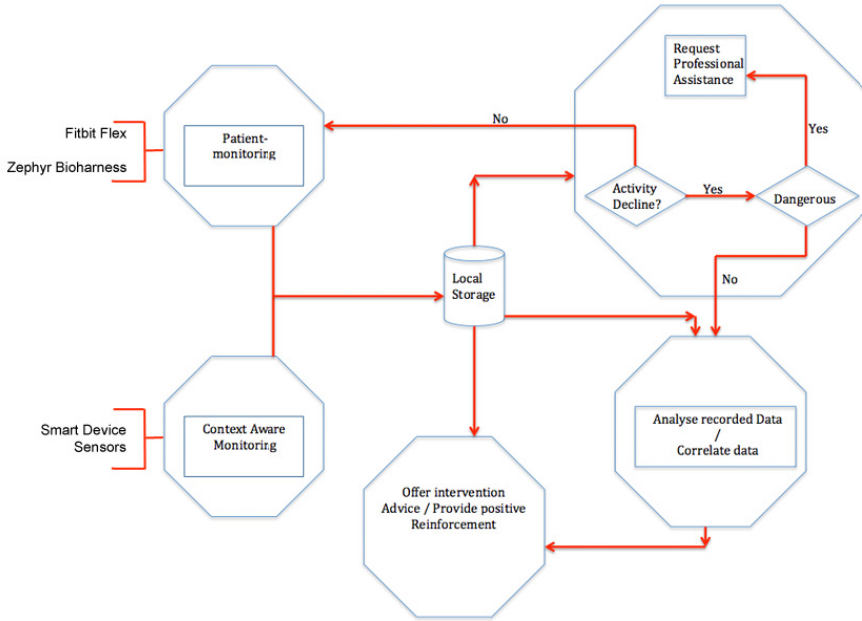 Request
Professional
Assistance
Fitbit Flex
Zephyr Bioharness
Patient-
monitoring
No
Yes
Activity
Decline?
Yes
Dangerous
Local
Storage
No
Smart Device
Sensors
Context Aware
Monitoring
Analyse recorded Data
/
Correlate data
Offer intervention
Advice / Provide positive
Reinforcement